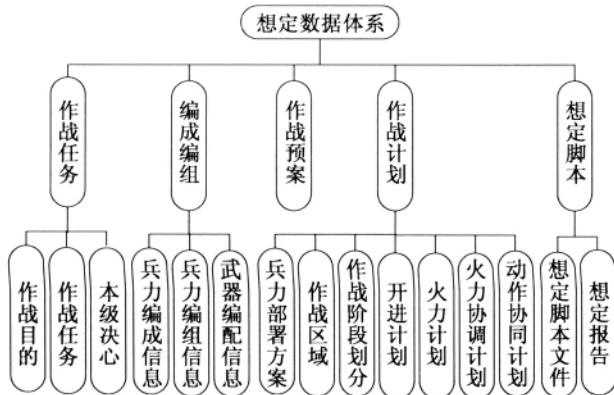 想定数据体系
作战任务
编成编组
作战预案
作战计划
想定脚本
作战目的
作战任务
本级决心
兵力编成信息
兵力编组信息
武器编配信息
兵力部署方案
作战区域
作战阶段划分
开进计划
火力计划
火力协调计划
动作协同计划
想定脚本文件
想定报告